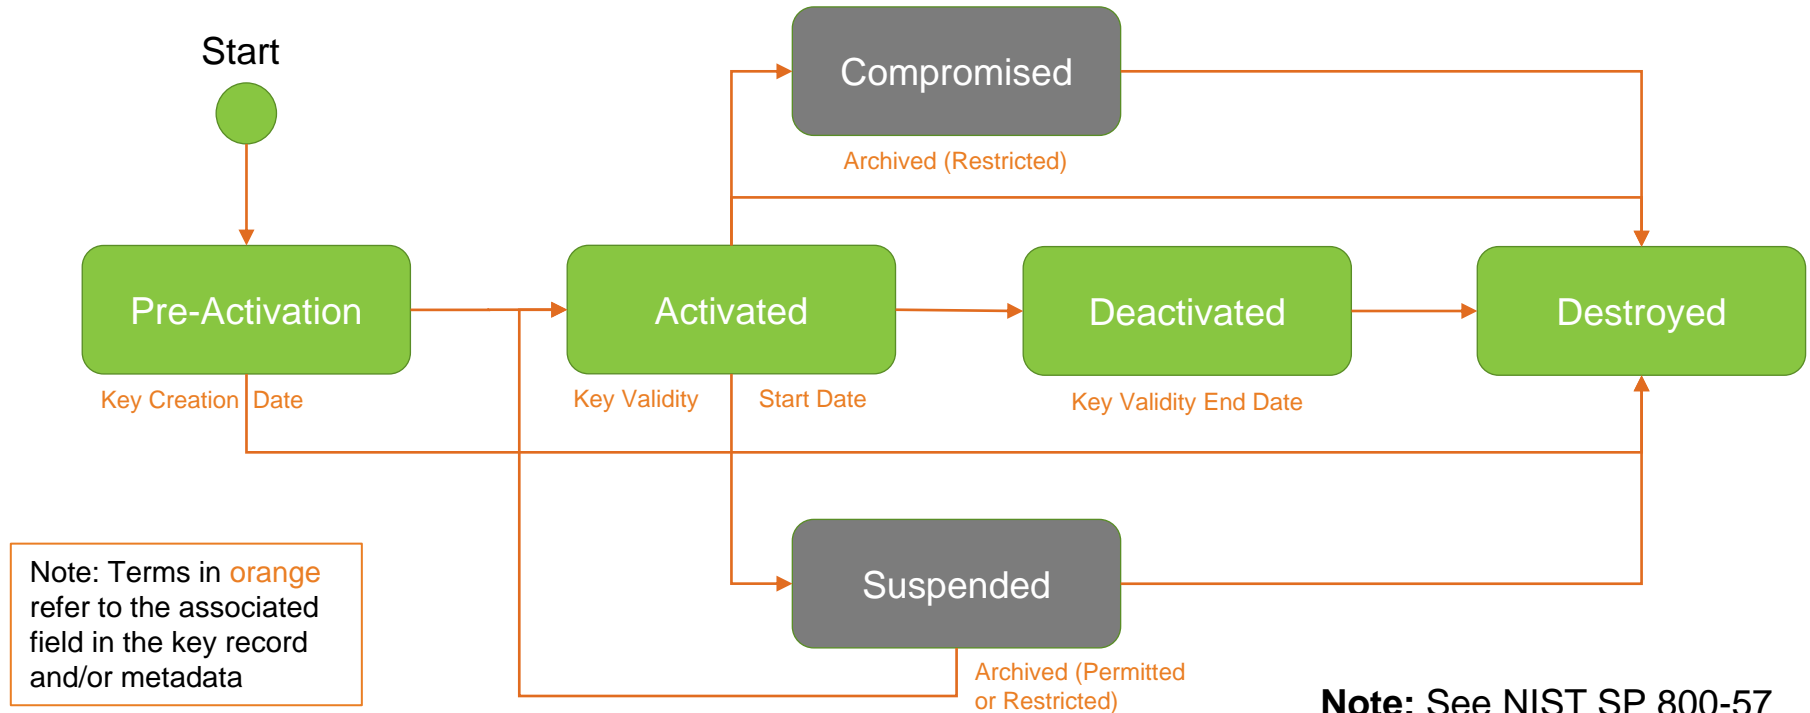 Start
Compromised
Archived (Restricted)
Pre-Activation
Activated
Deactivated
Destroyed
Key Creation Date
Key Validity Start Date
Key Validity End Date
Suspended
Archived (Permitted
or Restricted)
Note: Terms in orange
refer to the associated
field in the key record
and/or metadata
Note: See NIST SP 800-57